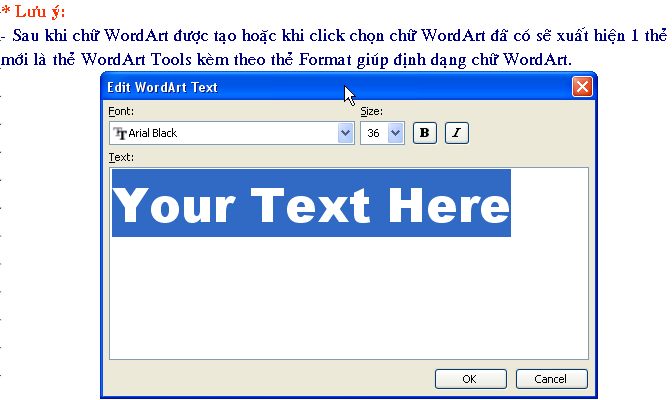 * Lưu ý:
- Sau khi chữ WordArt được tạo hoặc khi click chọn chữ WordArt đã có sẽ xuất hiện 1 thẻ
mới là thẻ WordArt Tools kèm theo thẻ Format giúp định dạng chữ WordArt.
Edit WordArt Text
Font: Size:
Arial Black 36 B I
Text:
Your Text Here
OK Cancel